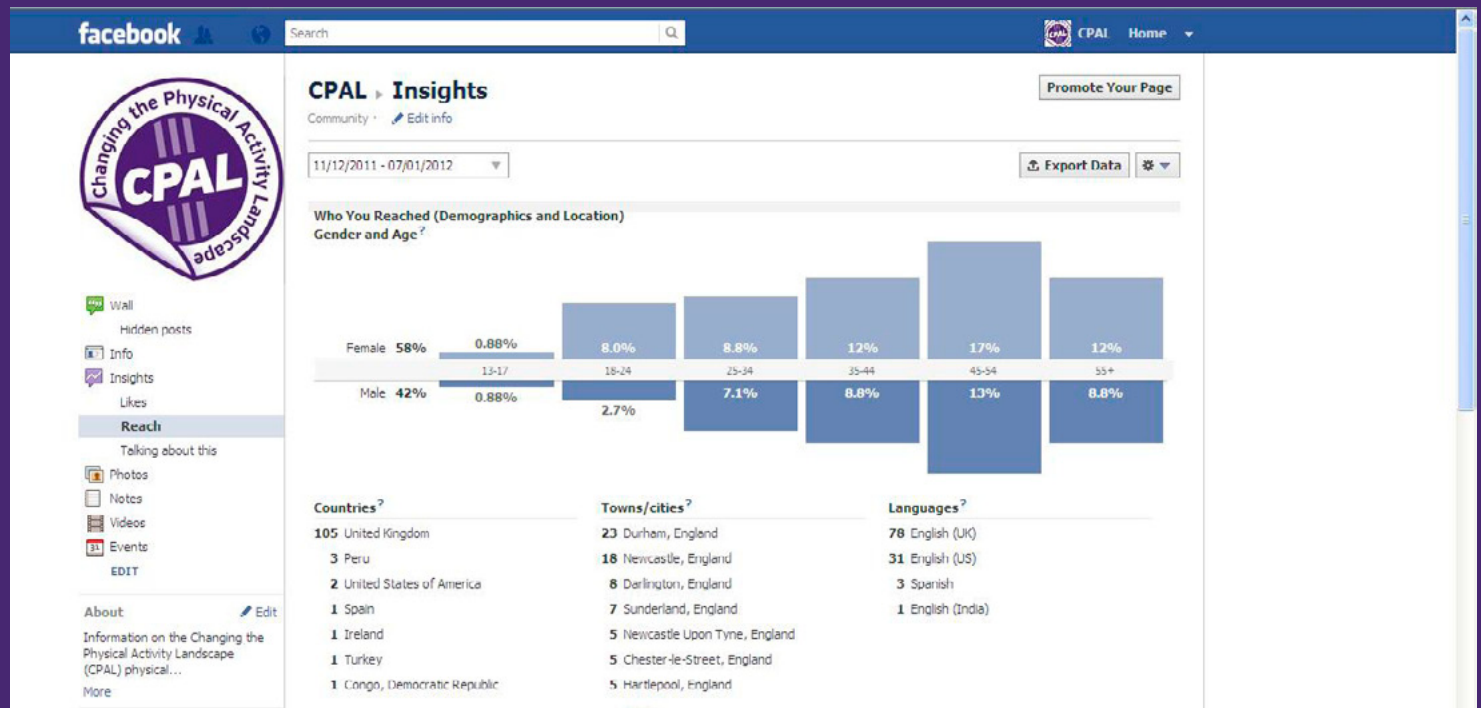 facebook
Search
CPAL Home
Changing the Physical Activity Landscape
CPAL
CPAL Insights
Promote Your Page
Community · Edit info
11/12/2011 - 07/01/2012
Export Data
Who You Reached (Demographics and Location)
Gender and Age?
Female 58% 0.88% 8.0% 8.8% 12% 17% 12%
13-17 18-24 25-34 35-44 45-54 55+
Male 42% 0.88% 2.7% 7.1% 8.8% 13% 8.8%
Wall
Hidden posts
Info
Insights
Likes
Reach
Talking about this
Photos
Notes
Videos
31 Events
EDIT
About Edit
Information on the Changing the
Physical Activity Landscape
(CPAL) physical...
More
Countries?
105 United Kingdom
3 Peru
2 United States of America
1 Spain
1 Ireland
1 Turkey
1 Congo, Democratic Republic
Towns/cities?
23 Durham, England
18 Newcastle, England
8 Darlington, England
7 Sunderland, England
5 Newcastle Upon Tyne, England
5 Chester-le-Street, England
5 Hartlepool, England
Languages?
78 English (UK)
31 English (US)
3 Spanish
1 English (India)